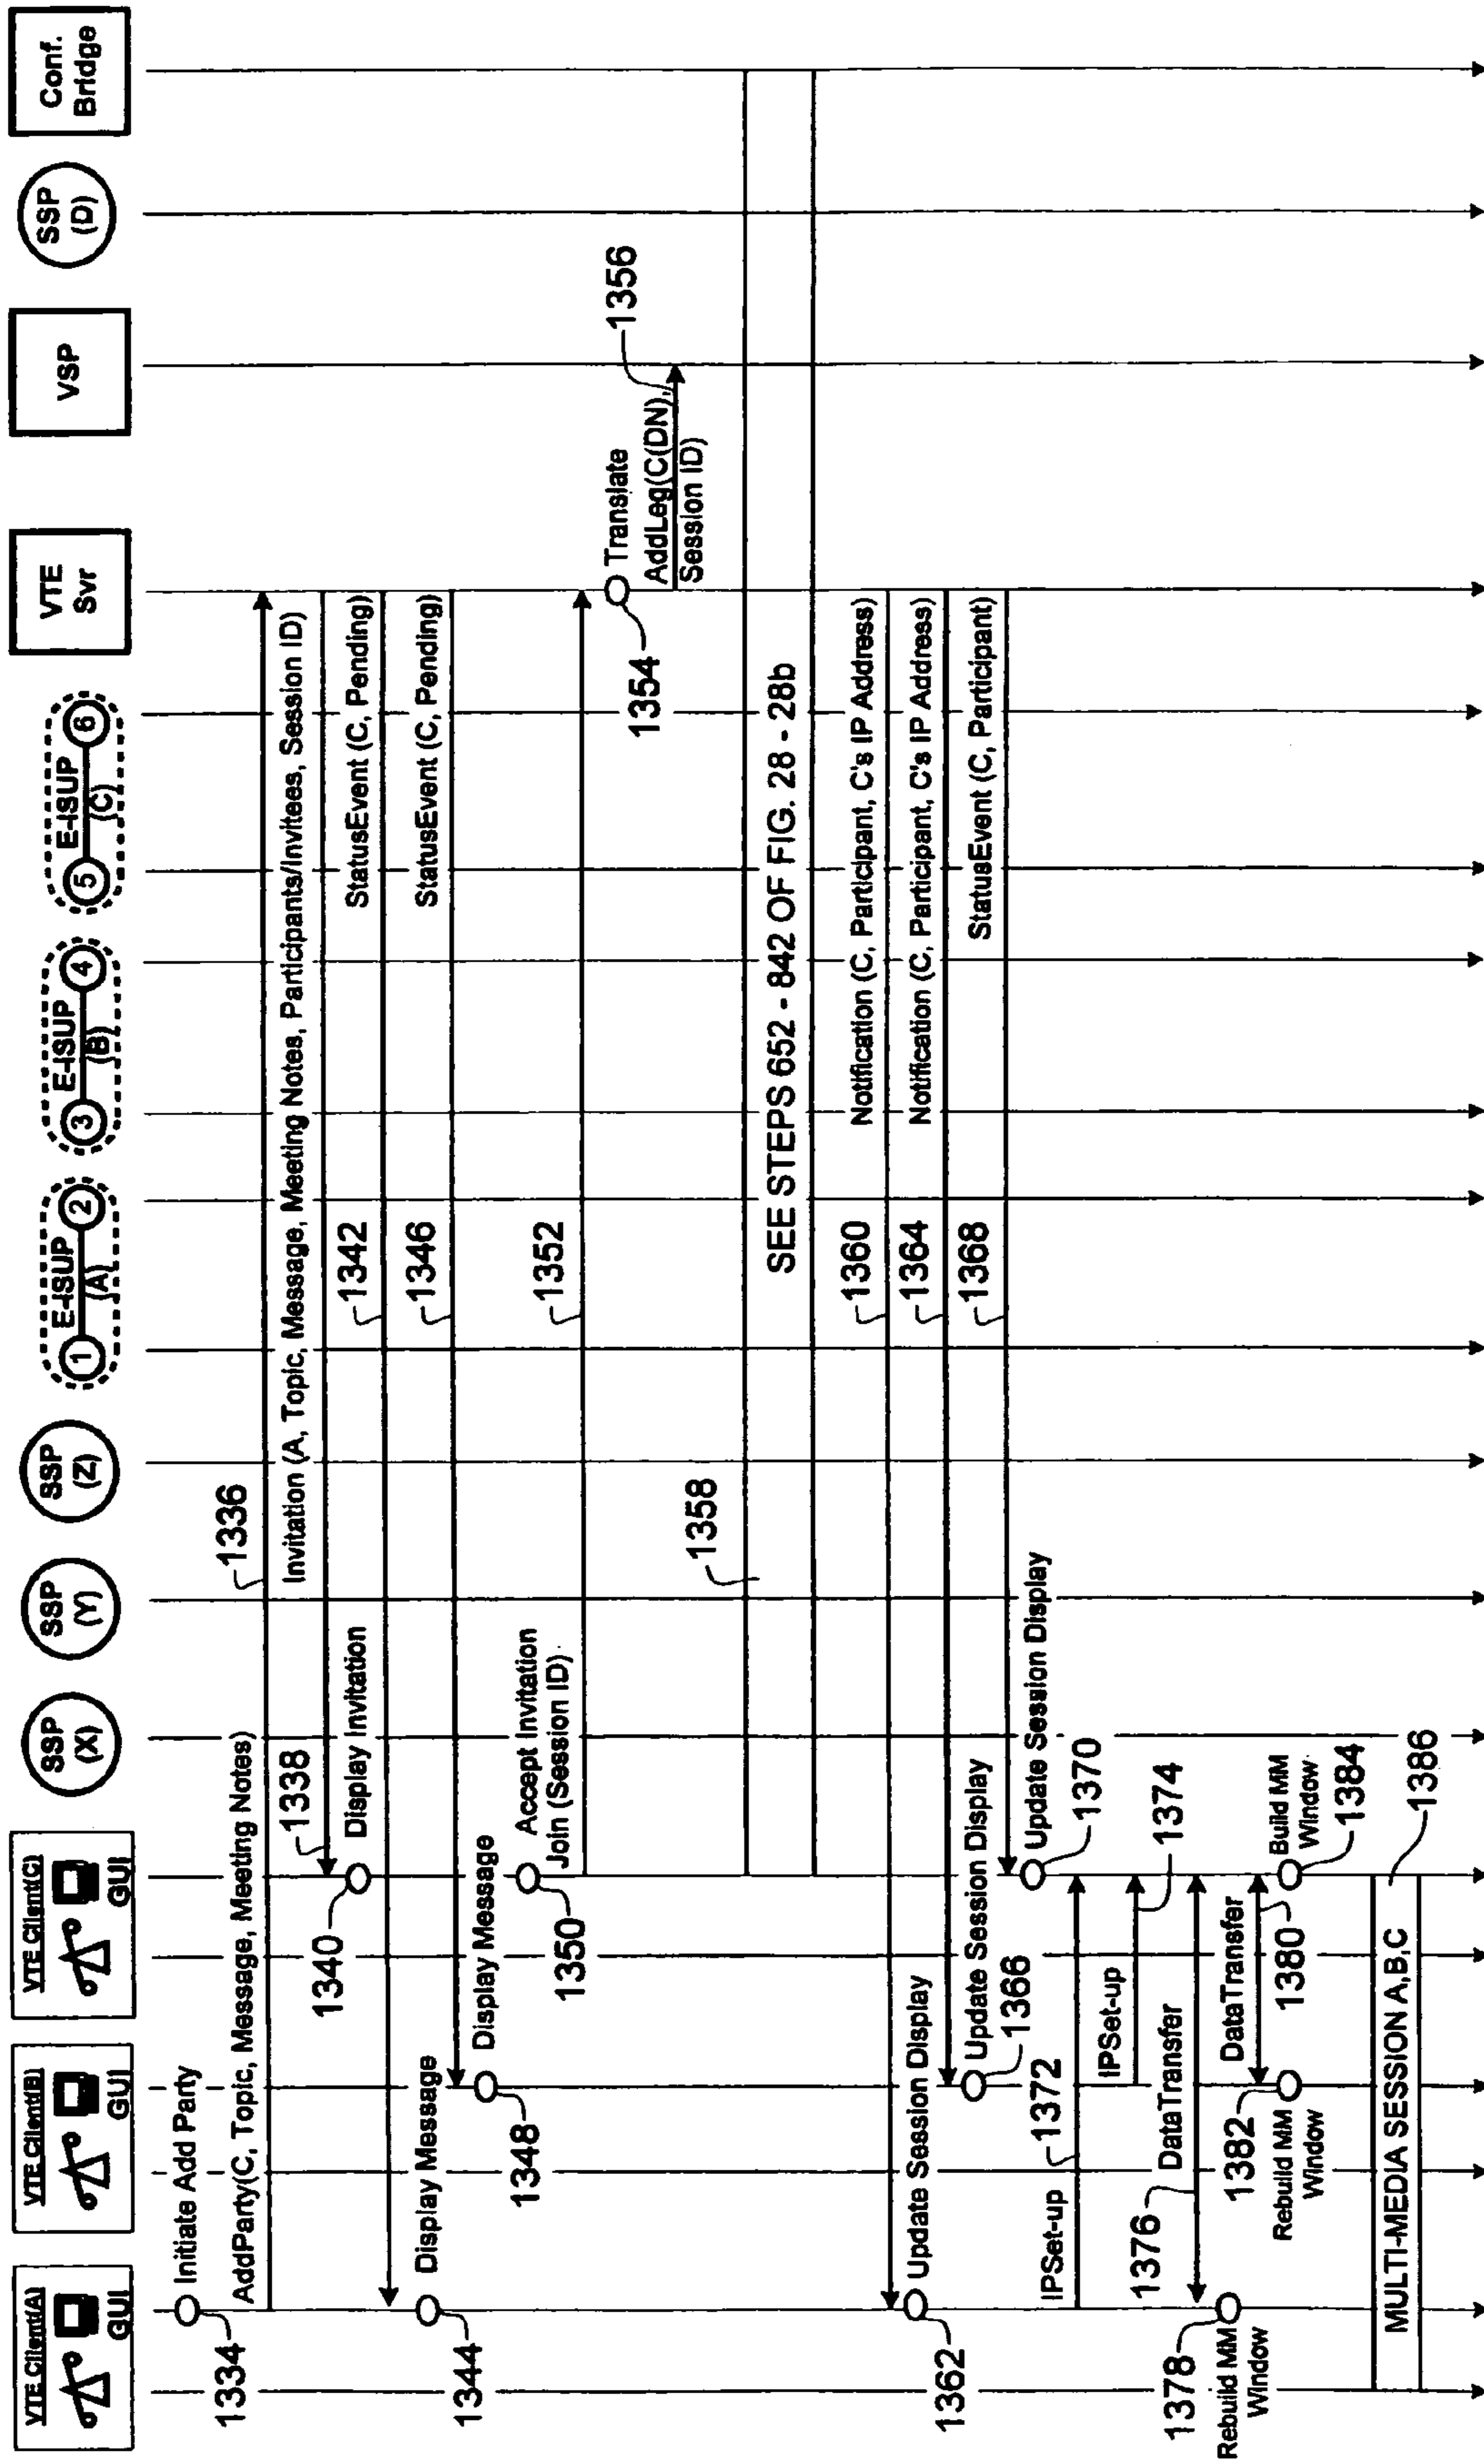 VTE Client(A)
GUI
VTE Client(B)
GUI
VTE Client(C)
GUI
SSP
(X)
SSP
(Y)
SSP
(Z)
1
E-ISUP
(A)
2
3
E-ISUP
(B)
4
5
E-ISUP
(C)
6
VTE
Svr
VSP
SSP
(D)
Conf.
Bridge
1334
Initiate Add Party
AddParty(C, Topic, Message, Meeting Notes)
1336
Invitation (A, Topic, Message, Meeting Notes, Participants/Invitees, Session ID)
1338
1340
Display Invitation
1342
StatusEvent (C, Pending)
1344
Display Message
1346
StatusEvent (C, Pending)
1348
Display Message
1350
Accept Invitation
Join (Session ID)
1352
1354
Translate
AddLeg(C(DN),
Session ID)
1356
1358
SEE STEPS 652 - 842 OF FIG. 28 - 28b
1360
Notification (C, Participant, C's IP Address)
1362
Update Session Display
1364
Notification (C, Participant, C's IP Address)
1366
Update Session Display
1368
StatusEvent (C, Participant)
1370
Update Session Display
IPSet-up
1372
IPSet-up
1374
1376
DataTransfer
1378
Rebuild MM
Window
DataTransfer
1380
1382
Rebuild MM
Window
Build MM
Window
1384
MULTI-MEDIA SESSION A,B,C
1386